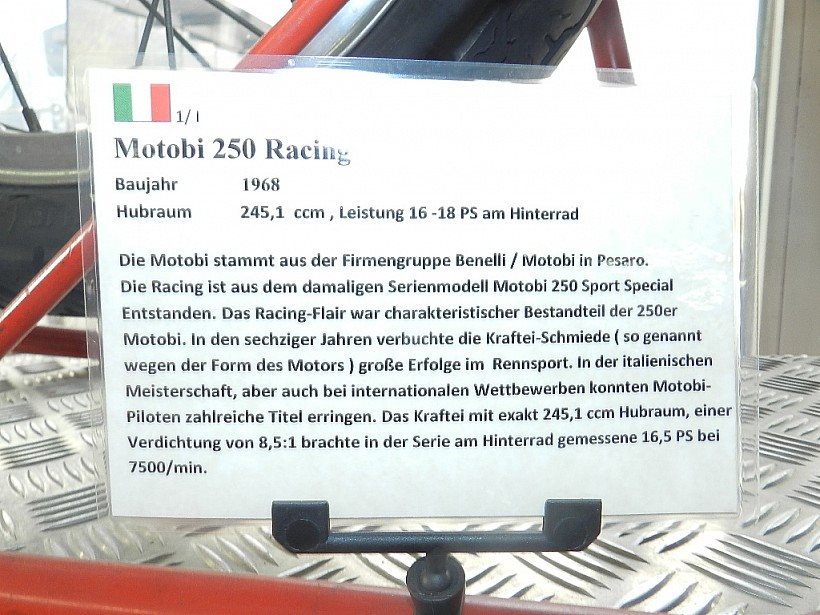 1/ I
Motobi 250 Racing
Baujahr 1968
Hubraum 245,1 ccm , Leistung 16 -18 PS am Hinterrad
Die Motobi stammt aus der Firmengruppe Benelli / Motobi in Pesaro.
Die Racing ist aus dem damaligen Serienmodell Motobi 250 Sport Special
Entstanden. Das Racing-Flair war charakteristischer Bestandteil der 250er
Motobi. In den sechziger Jahren verbuchte die Kraftei-Schmiede ( so genannt
wegen der Form des Motors ) große Erfolge im Rennsport. In der italienischen
Meisterschaft, aber auch bei internationalen Wettbewerben konnten Motobi-
Piloten zahlreiche Titel erringen. Das Kraftei mit exakt 245,1 ccm Hubraum, einer
Verdichtung von 8,5:1 brachte in der Serie am Hinterrad gemessene 16,5 PS bei
7500/min.